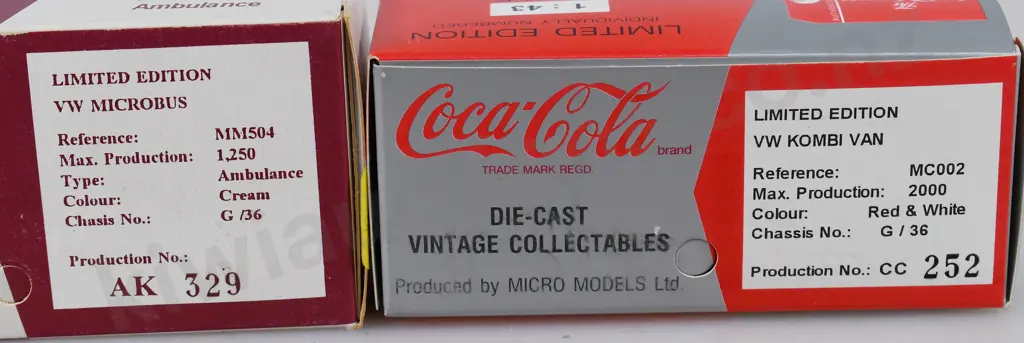 Ambulance
LIMITED EDITION
VW MICROBUS
Reference: MM504
Max. Production: 1,250
Type: Ambulance
Colour: Cream
Chasis No.: G /36
Production No.:
AK 329
1:43
INDIVIDUALLY NUMBERED
LIMITED EDITION
Coca-Cola brand
TRADE MARK REGD.
DIE-CAST
VINTAGE COLLECTABLES
Produced by MICRO MODELS Ltd.
LIMITED EDITION
VW KOMBI VAN
Reference: MC002
Max. Production: 2000
Colour: Red & White
Chassis No.: G / 36
Production No.: CC 252